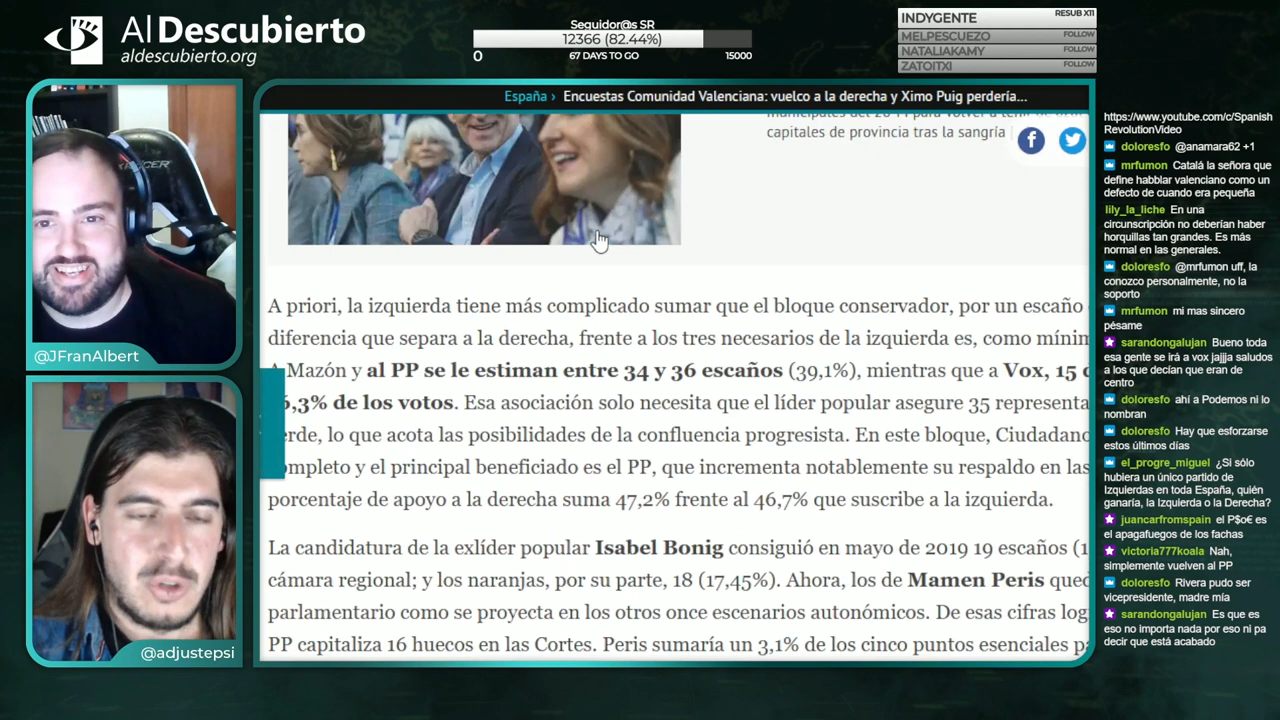 Al Descubierto
aldescubierto.org
Seguidor@s SR
12366 (82.44%)
0
67 DAYS TO GO
15000
INDYGENTE
RESUB X11
MELPESCUEZO
FOLLOW
NATALIAKAMY
FOLLOW
ZATOITXI
FOLLOW
@JFranAlbert
@adjustepsi
España › Encuestas Comunidad Valenciana: vuelco a la derecha y Ximo Puig perdería...
capitales de provincia tras la sangría
A priori, la izquierda tiene más complicado sumar que el bloque conservador, por un escaño
diferencia que separa a la derecha, frente a los tres necesarios de la izquierda es, como
A Mazón y al PP se le estiman entre 34 y 36 escaños (39,1%), mientras que a Vox, 15
6,3% de los votos. Esa asociación solo necesita que el líder popular asegure 35
lo que acota las posibilidades de la confluencia progresista. En este bloque,
y el principal beneficiado es el PP, que incrementa notablemente su respaldo en las
porcentaje de apoyo a la derecha suma 47,2% frente al 46,7% que suscribe a la izquierda.
La candidatura de la exlíder popular Isabel Bonig consiguió en mayo de 2019 19 escaños
cámara regional; y los naranjas, por su parte, 18 (17,45%). Ahora, los de Mamen Peris
parlamentario como se proyecta en los otros once escenarios autonómicos. De esas cifras
PP capitaliza 16 huecos en las Cortes. Peris sumaría un 3,1% de los cinco puntos esenciales
https://www.youtube.com/c/Spanish
RevolutionVideo
doloresfo @anamara62 +1
mrfumon Catalá la señora que
define habblar valenciano como un
defecto de cuando era pequeña
lily_la_liche En una
circunscripción no deberían haber
horquillas tan grandes. Es más
normal en las generales.
doloresfo @mrfumon uff, la
conozco personalmente, no la
soporto
mrfumon mi mas sincero
pésame
sarandongalujan Bueno toda
esa gente se irá a vox jajjja saludos
a los que decían que eran de
centro
doloresfo ahí a Podemos ni lo
nombran
doloresfo Hay que esforzarse
estos últimos días
el_progre_miguel ¿Si sólo
hubiera un único partido de
Izquierdas en toda España, quién
ganaría, la Izquierda o la Derecha?
juancarfromspain el P$o€ es
el apagafuegos de los fachas
victoria777koala Nah,
simplemente vuelven al PP
doloresfo Rivera pudo ser
vicepresidente, madre mía
sarandongalujan Es que es
eso no importa nada por eso ni pa
decir que está acabado